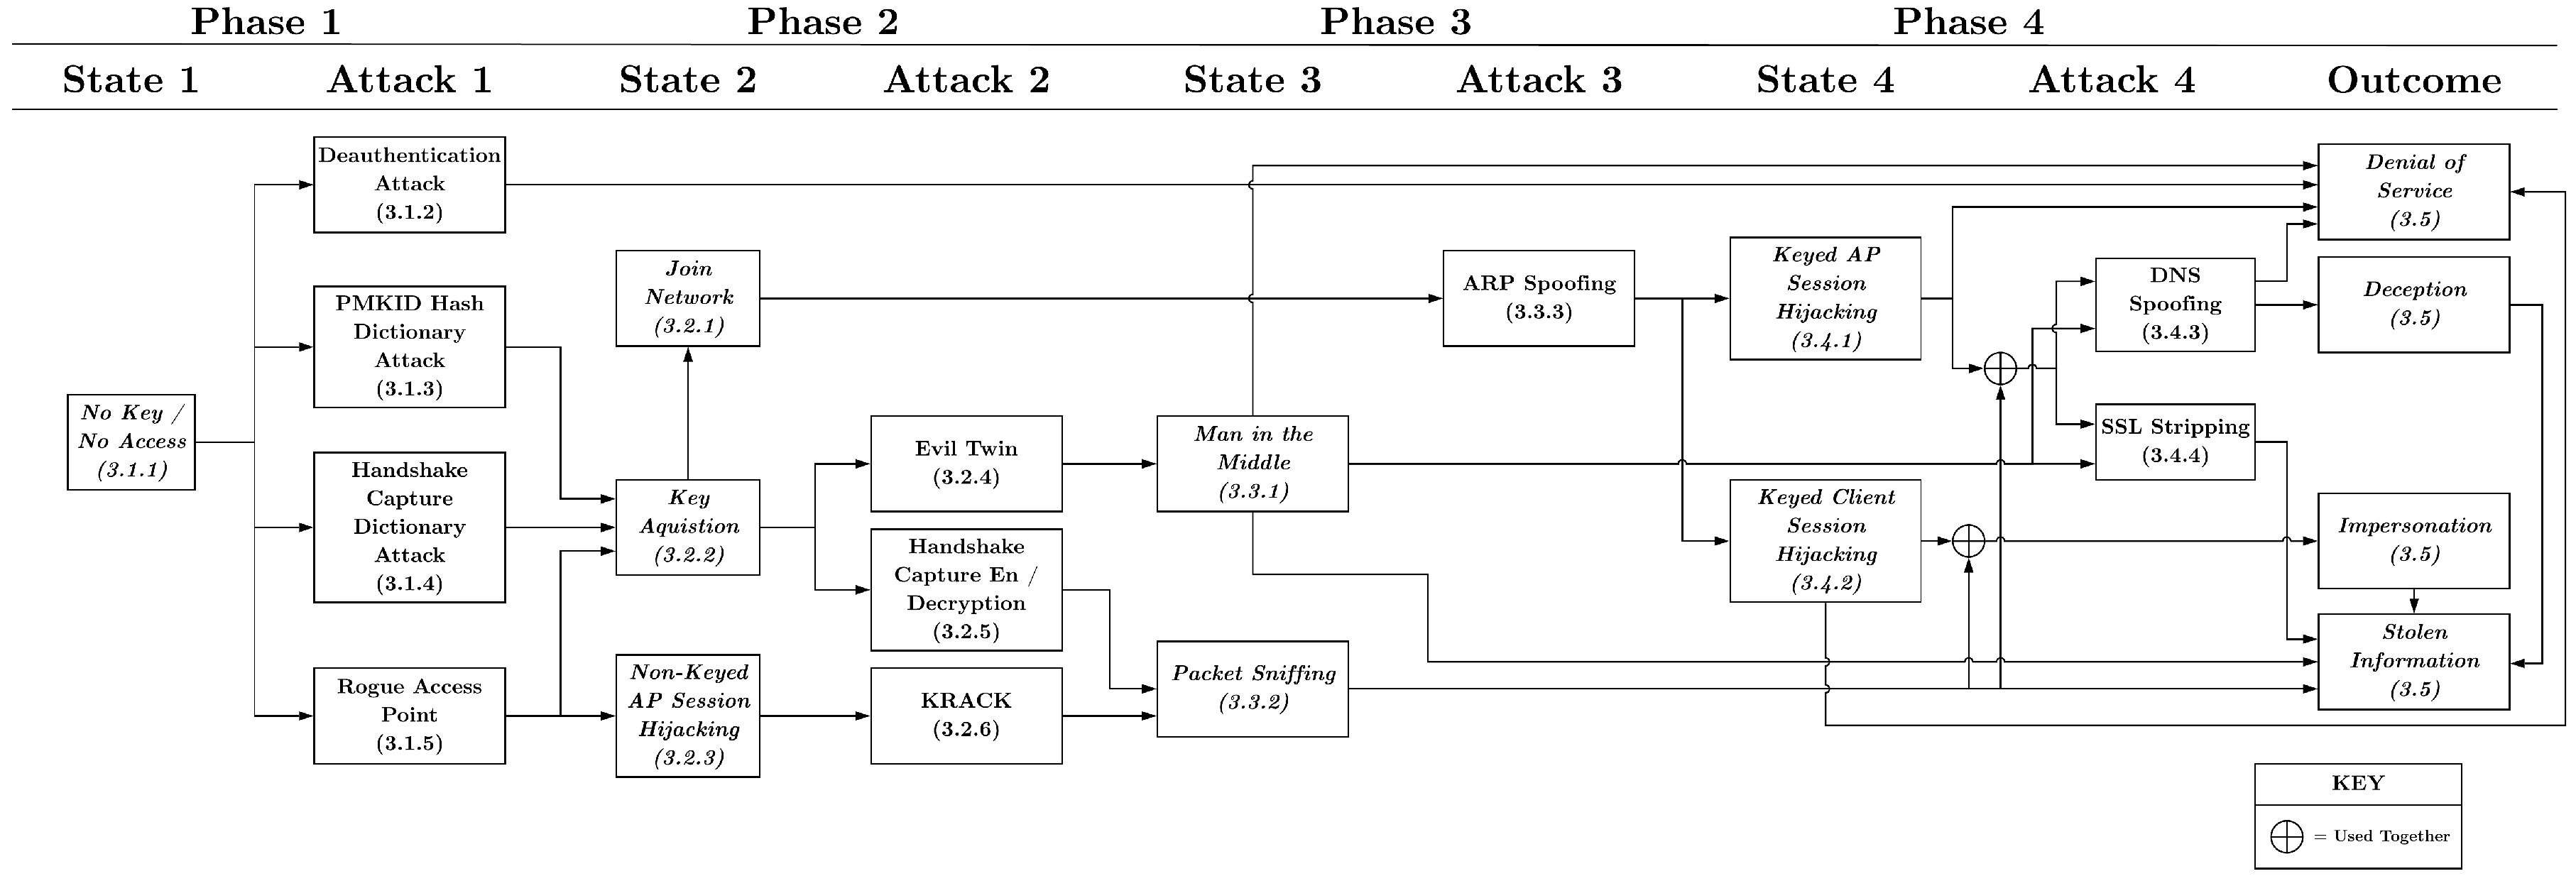 Phase 1
Phase 2
Phase 3
Phase 4
State 1
Attack 1
State 2
Attack 2
State 3
Attack 3
State 4
Attack 4
Outcome
No Key /
No Access
(3.1.1)
Deauthentication
Attack
(3.1.2)
PMKID Hash
Dictionary
Attack
(3.1.3)
Handshake
Capture
Dictionary
Attack
(3.1.4)
Rogue Access
Point
(3.1.5)
Join
Network
(3.2.1)
Key
Aquistion
(3.2.2)
Non-Keyed
AP Session
Hijacking
(3.2.3)
Evil Twin
(3.2.4)
Handshake
Capture En /
Decryption
(3.2.5)
KRACK
(3.2.6)
Man in the
Middle
(3.3.1)
Packet Sniffing
(3.3.2)
ARP Spoofing
(3.3.3)
Keyed AP
Session
Hijacking
(3.4.1)
Keyed Client
Session
Hijacking
(3.4.2)
DNS
Spoofing
(3.4.3)
SSL Stripping
(3.4.4)
Denial of
Service
(3.5)
Deception
(3.5)
Impersonation
(3.5)
Stolen
Information
(3.5)
KEY
= Used Together